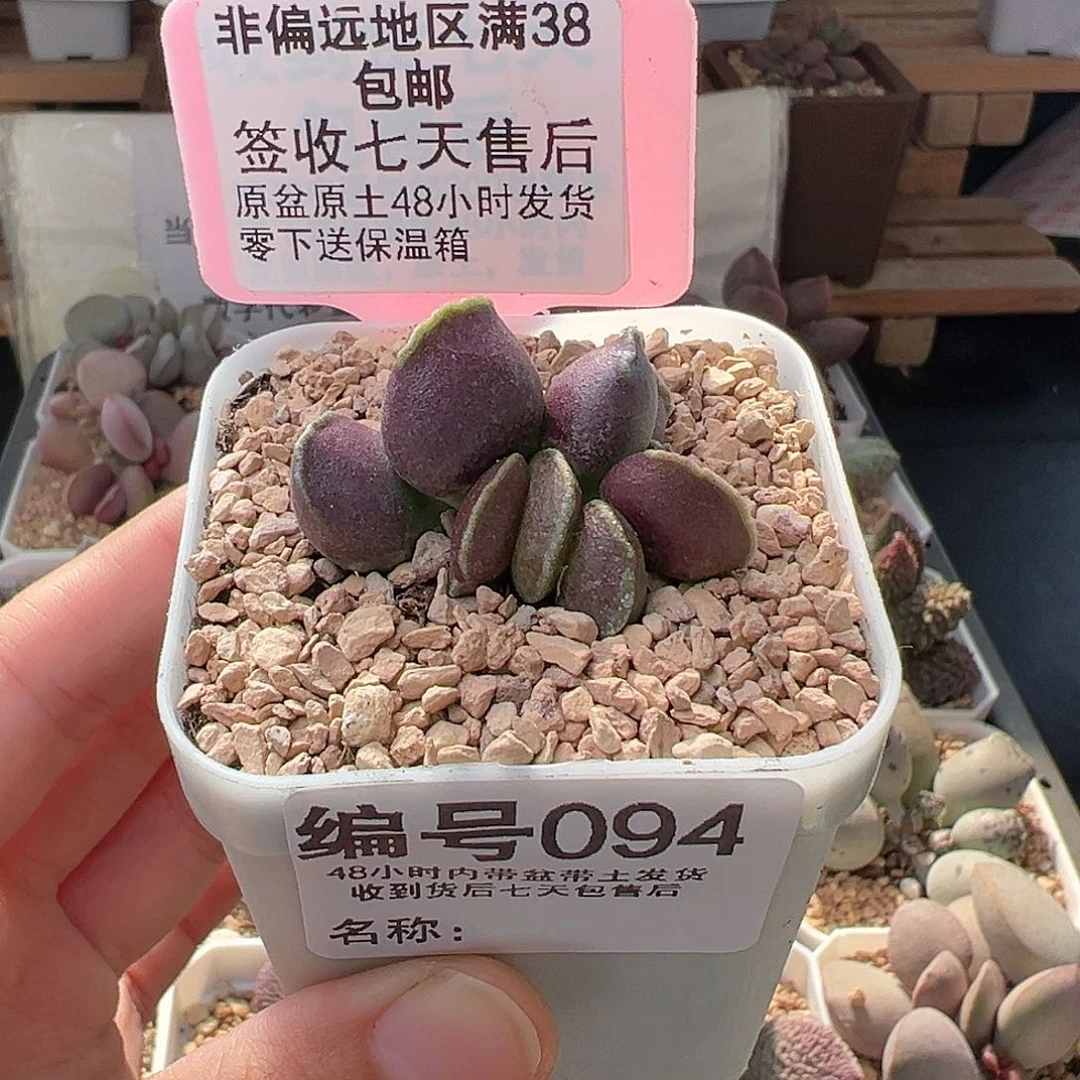 非偏远地区满38
包邮
签收七天售后
原盆原土48小时发货
零下送保温箱
编号094
48小时内带盆带土发货
收到货后七天包售后
名称：